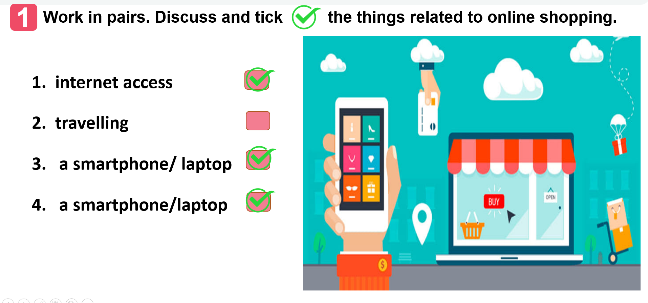 1 Work in pairs. Discuss and tick the things related to online shopping.
1. internet access
2. travelling
3. a smartphone/ laptop
4. a smartphone/laptop
BUY
OPEN